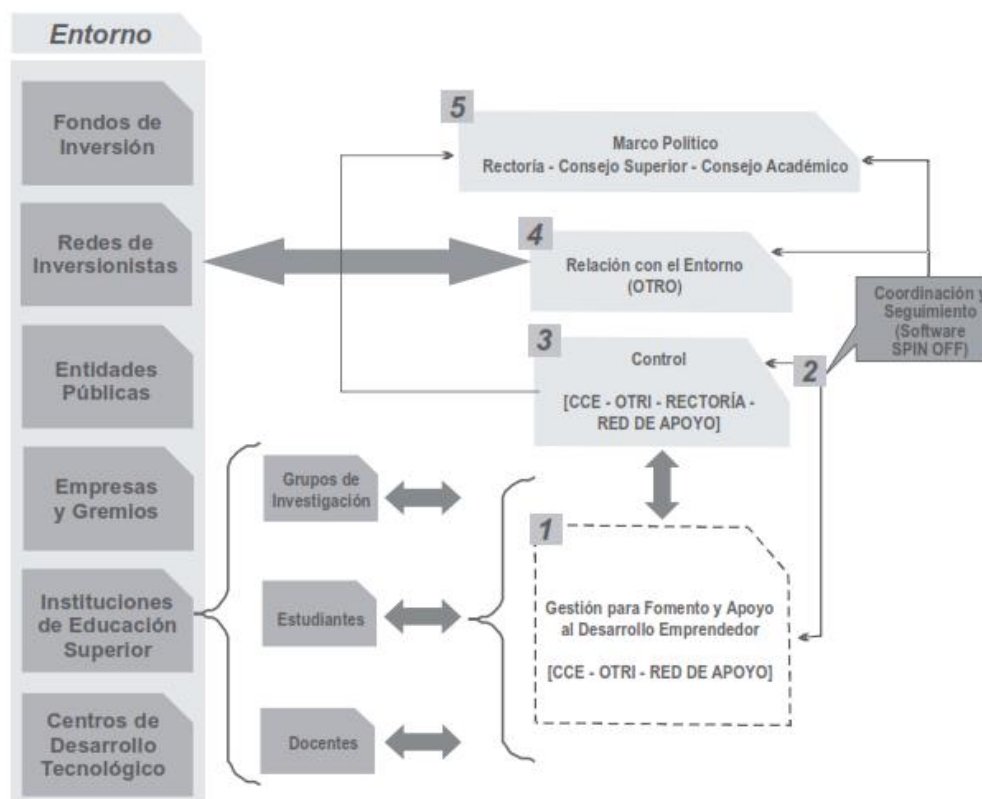 Entorno
Fondos de
Inversión
Redes de
Inversionistas
Entidades
Públicas
Empresas
y Gremios
Instituciones
de Educación
Superior
Centros de
Desarrollo
Tecnológico
Grupos de
Investigación
Estudiantes
Docentes
5
Marco Político
Rectoría - Consejo Superior - Consejo Académico
4
Relación con el Entorno
(OTRO)
3
Control
[CCE - OTRI - RECTORÍA -
RED DE APOYO]
2
Coordinación y
Seguimiento
(Software
SPIN OFF)
1
Gestión para Fomento y Apoyo
al Desarrollo Emprendedor
[CCE - OTRI - RED DE APOYO]